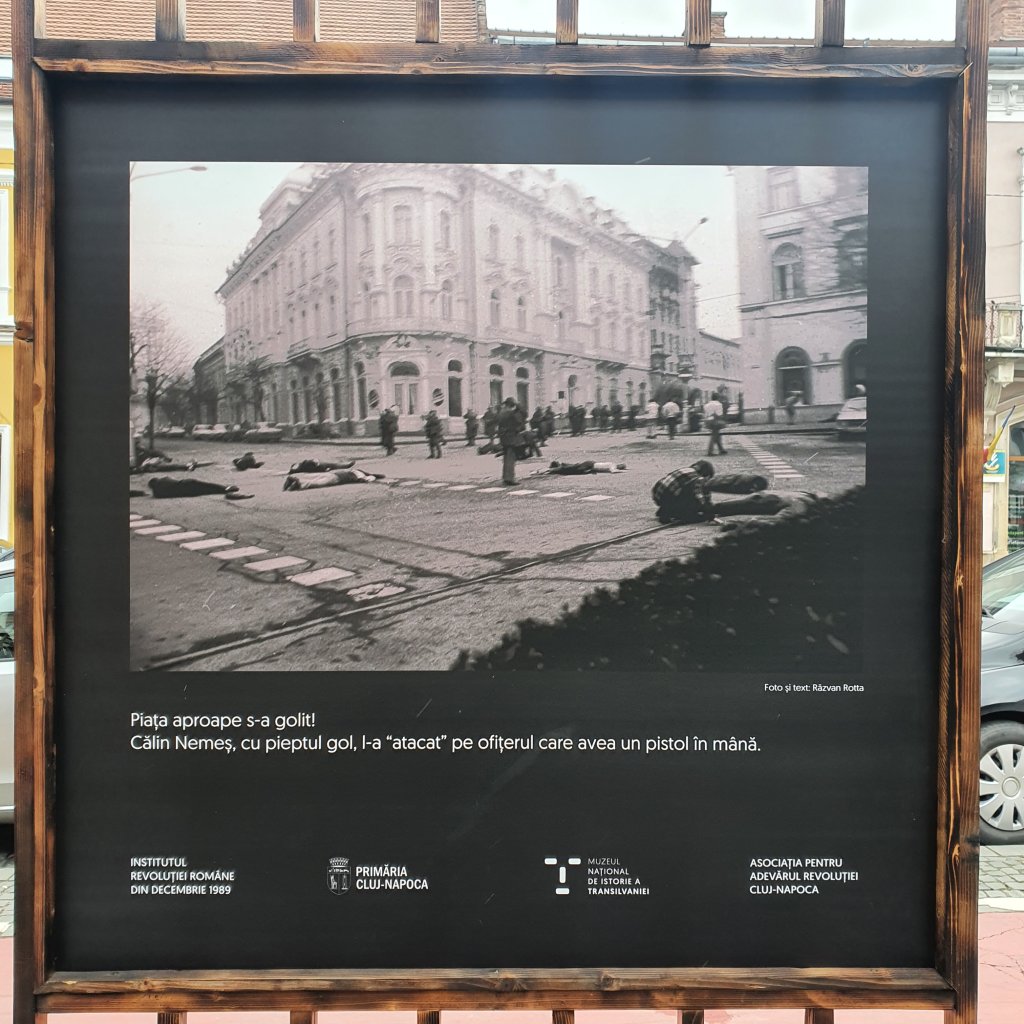 Foto și text: Răzvan Rotta
Piața aproape s-a golit!
Călin Nemeș, cu pieptul gol, l-a “atacat” pe ofițerul care avea un pistol în mână.
INSTITUTUL
REVOLUȚIEI ROMÂNE
DIN DECEMBRIE 1989
PRIMĂRIA
CLUJ-NAPOCA
MUZEUL
NAȚIONAL
DE ISTORIE A
TRANSILVANIEI
ASOCIAȚIA PENTRU
ADEVĂRUL REVOLUȚIEI
CLUJ-NAPOCA